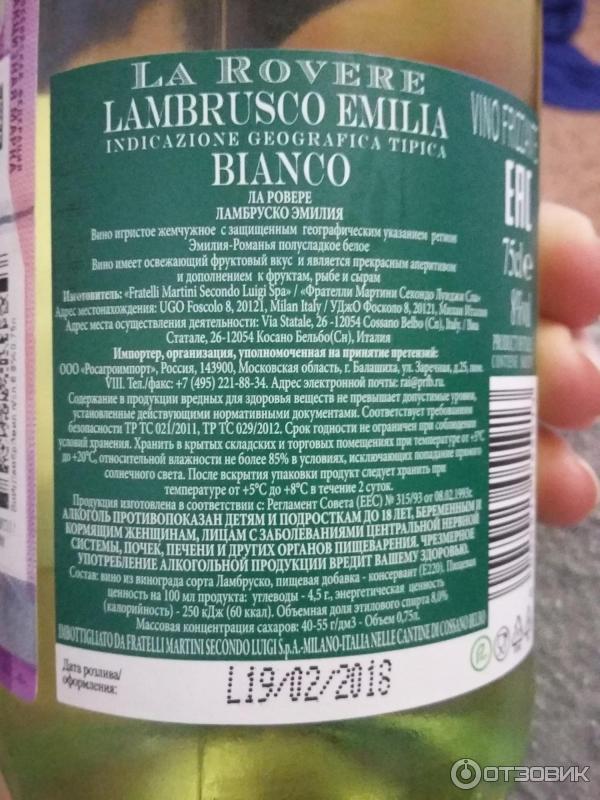 LA ROVERE
LAMBRUSCO EMILIA
INDICAZIONE GEOGRAFICA TIPICA
BIANCO
ЛА РОВЕРЕ
ЛАМБРУСКО ЭМИЛИЯ
Вино игристое жемчужное с защищенным географическим указанием регион
Эмилия-Романья полусладкое белое
Вино имеет освежающий фруктовый вкус и является прекрасным аперитивом
и дополнением к фруктам, рыбе и сырам
Изготовитель: «Fratelli Martini Secondo Luigi Spa» / «Фрателли Мартини Секондо Луиджи Спа»
Адрес местонахождения: UGO Foscolo 8, 20121, Milan Italy / УДжО Фосколо 8, 20121, Милан Италия
Адрес места осуществления деятельности: Via Statale, 26 -12054 Cossano Belbo (Cn), Italy / Виа
Статале, 26-12054 Косано Бельбо(Сн), Италия
Импортер, организация, уполномоченная на принятие претензий:
ООО «Росагроимпорт», Россия, 143900, Московская область, г. Балашиха, ул. Заречная, д.25, пом.
VIII. Тел./факс: +7 (495) 221-88-34. Адрес электронной почты: rai@prfb.ru.
Содержание в продукции вредных для здоровья веществ не превышает допустимые уровни,
установленные действующими нормативными документами. Соответствует требованиям
безопасности ТР ТС 021/2011, ТР ТС 029/2012. Срок годности не ограничен при соблюдении
условий хранения. Хранить в крытых складских и торговых помещениях при температуре от +5°С
до +20°С, относительной влажности не более 85% в условиях, исключающих попадание прямого
солнечного света. После вскрытия упаковки продукт следует хранить при
температуре от +5°С до +8°С в течение 2 суток.
Продукция изготовлена в соответствии с: Регламент Совета (ЕЕС) № 315/93 от 08.02.1993г.
АЛКОГОЛЬ ПРОТИВОПОКАЗАН ДЕТЯМ И ПОДРОСТКАМ ДО 18 ЛЕТ, БЕРЕМЕННЫМ И
КОРМЯЩИМ ЖЕНЩИНАМ, ЛИЦАМ С ЗАБОЛЕВАНИЯМИ ЦЕНТРАЛЬНОЙ НЕРВНОЙ
СИСТЕМЫ, ПОЧЕК, ПЕЧЕНИ И ДРУГИХ ОРГАНОВ ПИЩЕВАРЕНИЯ. ЧРЕЗМЕРНОЕ
УПОТРЕБЛЕНИЕ АЛКОГОЛЬНОЙ ПРОДУКЦИИ ВРЕДИТ ВАШЕМУ ЗДОРОВЬЮ.
Состав: вино из винограда сорта Ламбруско, пищевая добавка - консервант (Е220). Пищевая
ценность на 100 мл продукта: углеводы - 4,5 г., энергетическая ценность
(калорийность) - 250 кДж (60 ккал). Объемная доля этилового спирта 8,0%
Массовая концентрация сахаров: 40-55 г/дм3 - Объем 0,75л.
IMBOTTIGLIATO DA FRATELLI MARTINI SECONDO LUIGI S.p.A.-MILANO-ITALIA NELLE CANTINE DI COSSANO BELBO
Дата розлива/
оформления:
L19/02/2018
VINO FRIZZANTE
EAC
75cl e
8%vol
ОТЗОВИК